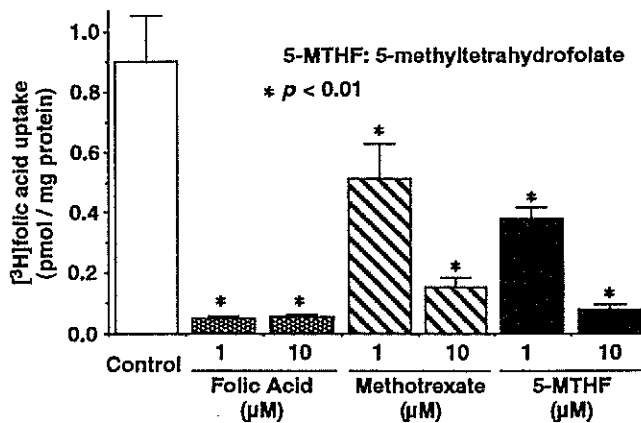 1.0
0.8
0.6
0.4
0.2
0.0
[³H]folic acid uptake
(pmol / mg protein)
5-MTHF: 5-methyltetrahydrofolate
* p < 0.01
*
*
*
*
*
*
Control
1
10
1
10
1
10
Folic Acid
(µM)
Methotrexate
(µM)
5-MTHF
(µM)